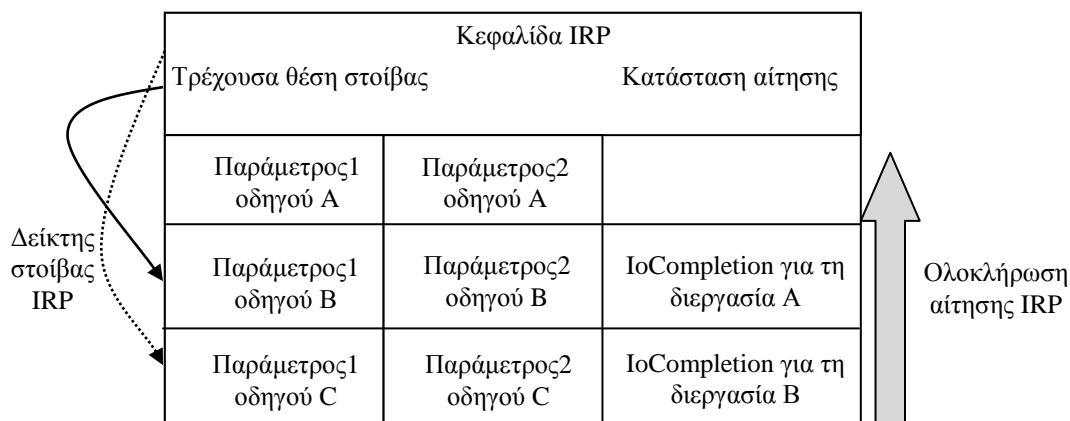 Κεφαλίδα IRP
Τρέχουσα θέση στοίβας
Κατάσταση αίτησης
Παράμετρος1
οδηγού A
Παράμετρος2
οδηγού A
Δείκτης
στοίβας
IRP
Παράμετρος1
οδηγού B
Παράμετρος2
οδηγού B
IoCompletion για τη
διεργασία A
Ολοκλήρωση
αίτησης IRP
Παράμετρος1
οδηγού C
Παράμετρος2
οδηγού C
IoCompletion για τη
διεργασία B